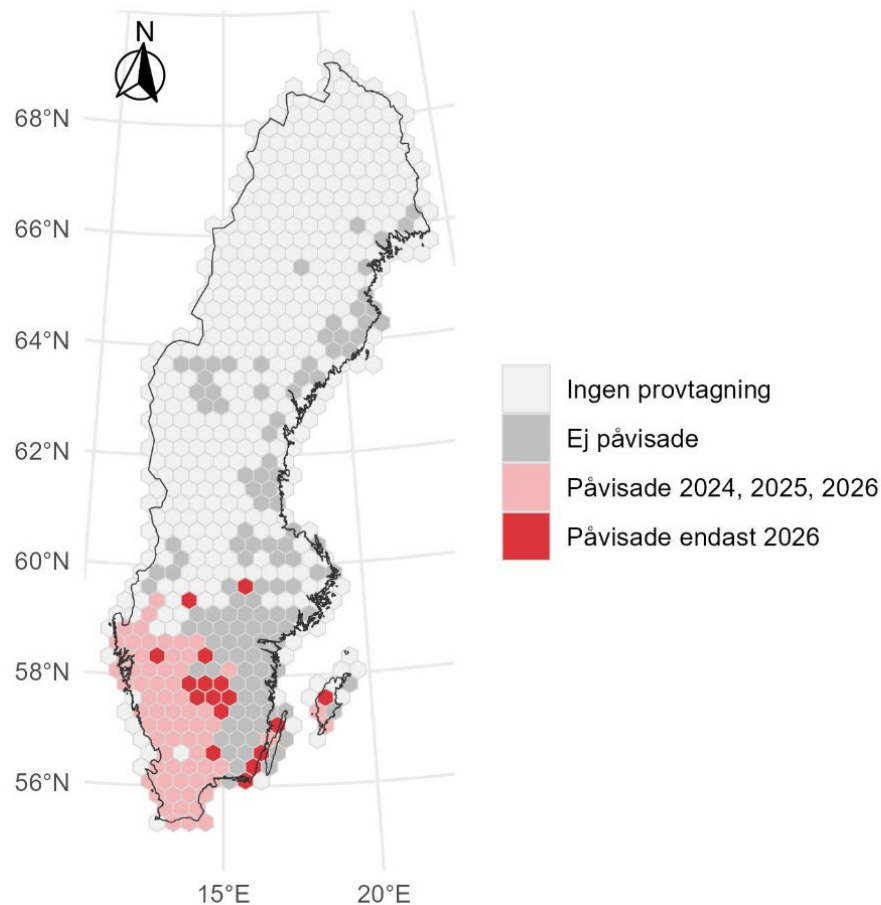 N
68°N
66°N
64°N
62°N
60°N
58°N
56°N
15°E
20°E
Ingen provtagning
Ej påvisade
Påvisade 2024, 2025, 2026
Påvisade endast 2026